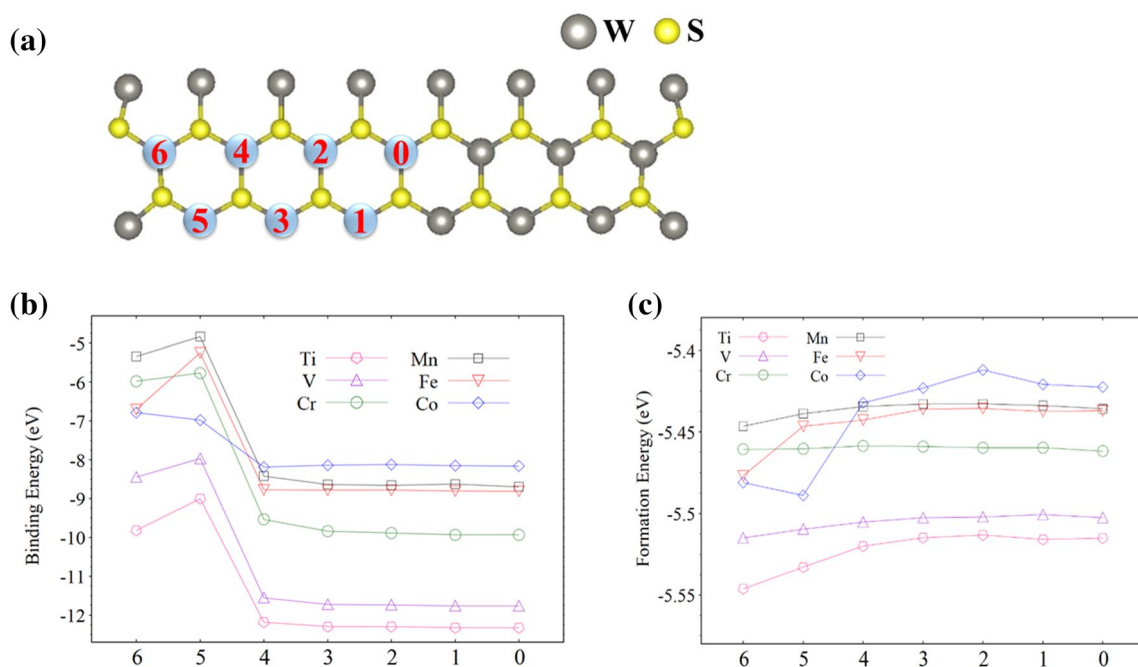 (a)
W S
6 4 2 0
5 3 1
(b) (c)
Binding Energy (eV)
-5
-6
-7
-8
-9
-10
-11
-12
Ti Mn
V Fe
Cr Co
6 5 4 3 2 1 0
Formation Energy (eV)
-5.4
-5.45
-5.5
-5.55
Ti Mn
V Fe
Cr Co
6 5 4 3 2 1 0